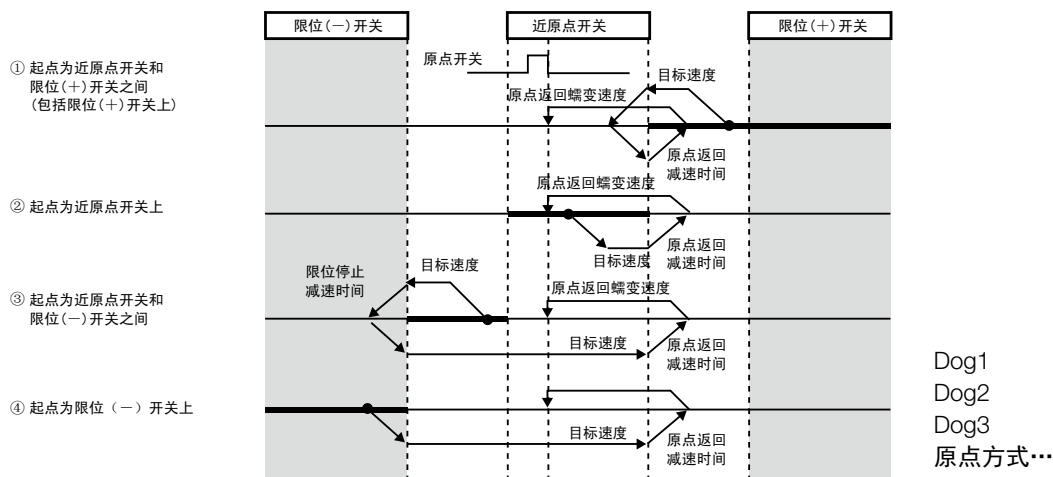 限位(－)开关
近原点开关
限位(＋)开关
① 起点为近原点开关和
限位(＋)开关之间
(包括限位(＋)开关上)
原点开关
目标速度
原点返回蠕变速度
原点返回
减速时间
② 起点为近原点开关上
原点返回蠕变速度
目标速度
原点返回
减速时间
③ 起点为近原点开关和
限位(－)开关之间
限位停止
减速时间
目标速度
原点返回蠕变速度
目标速度
原点返回
减速时间
④ 起点为限位（－）开关上
目标速度
原点返回
减速时间
Dog1
Dog2
Dog3
原点方式…